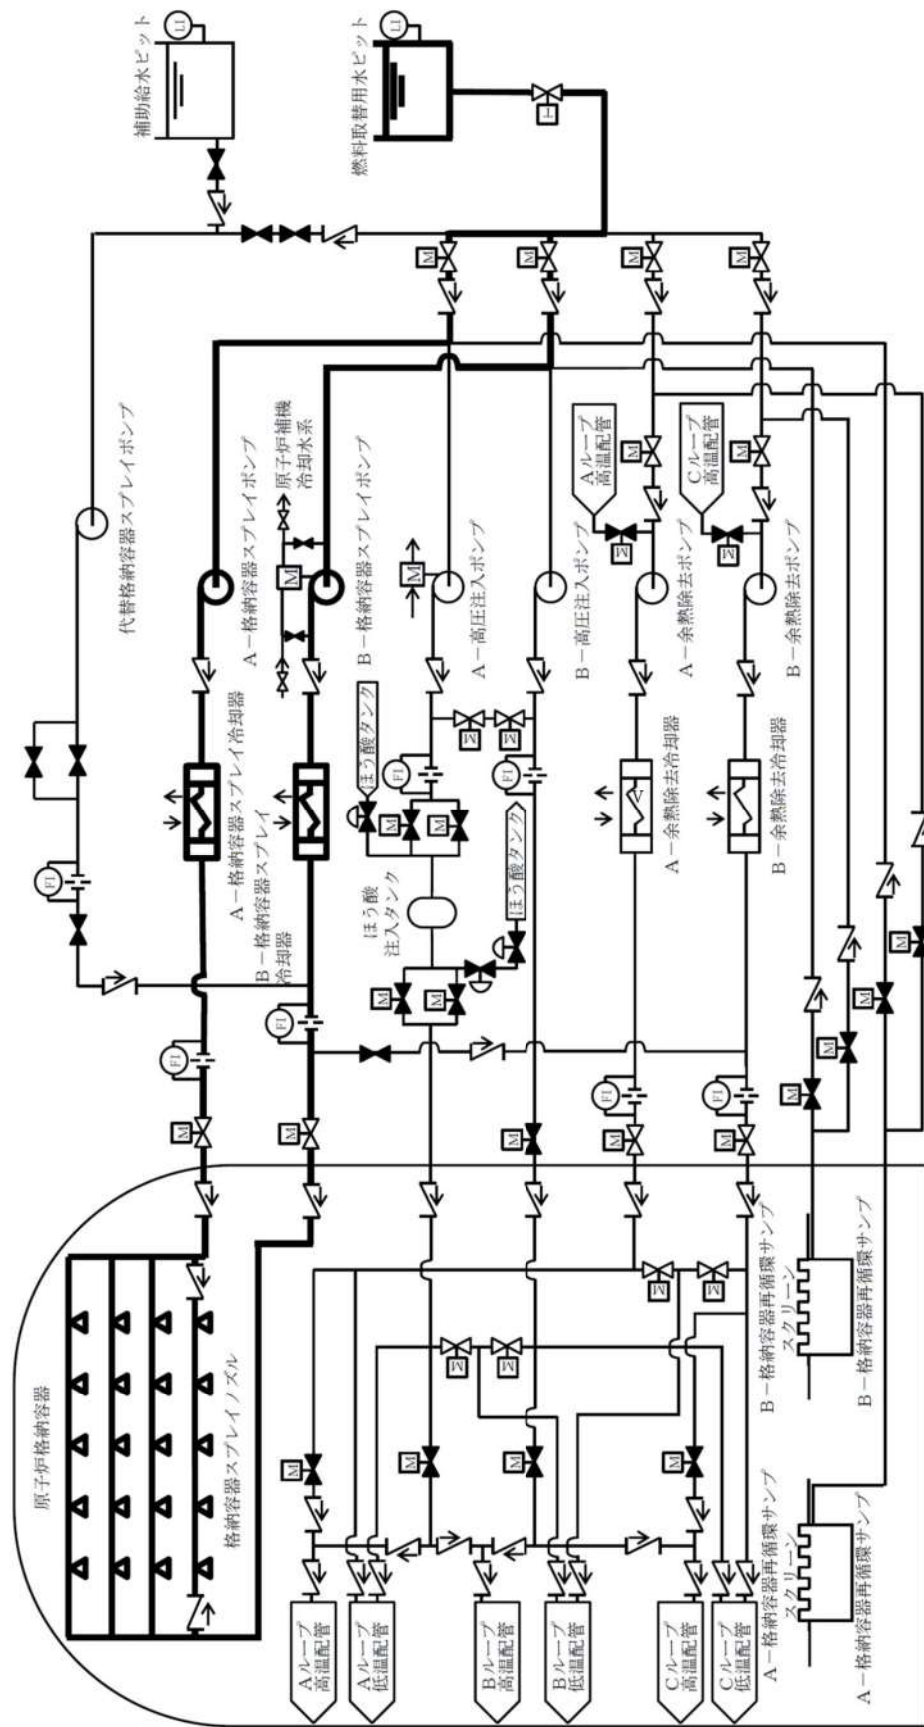 補助給水ピット
LI
燃料取替用水ピット
LI
T
代替格納容器スプレイポンプ
FI
A-格納容器スプレイポンプ
原子炉補機
冷却水系
M
B-格納容器スプレイポンプ
A-格納容器スプレイ冷却器
B-格納容器スプレイ
冷却器
FI
FI
M
M
M
M
M
M
M
A-高圧注入ポンプ
B-高圧注入ポンプ
Aループ
高温配管
M
M
Cループ
高温配管
M
M
A-余熱除去ポンプ
B-余熱除去ポンプ
ほう酸タンク
FI
M
M
M
M
FI
ほう酸タンク
ほう酸
注入タンク
M
M
M
A-余熱除去冷却器
B-余熱除去冷却器
FI
M
FI
M
M
M
M
M
原子炉格納容器
格納容器スプレイノズル
M
M
M
M
M
M
M
M
Aループ
高温配管
Aループ
低温配管
Bループ
高温配管
Bループ
低温配管
Cループ
高温配管
Cループ
低温配管
B-格納容器再循環サンプ
スクリーン
B-格納容器再循環サンプ
A-格納容器再循環サンプ
スクリーン
A-格納容器再循環サンプ